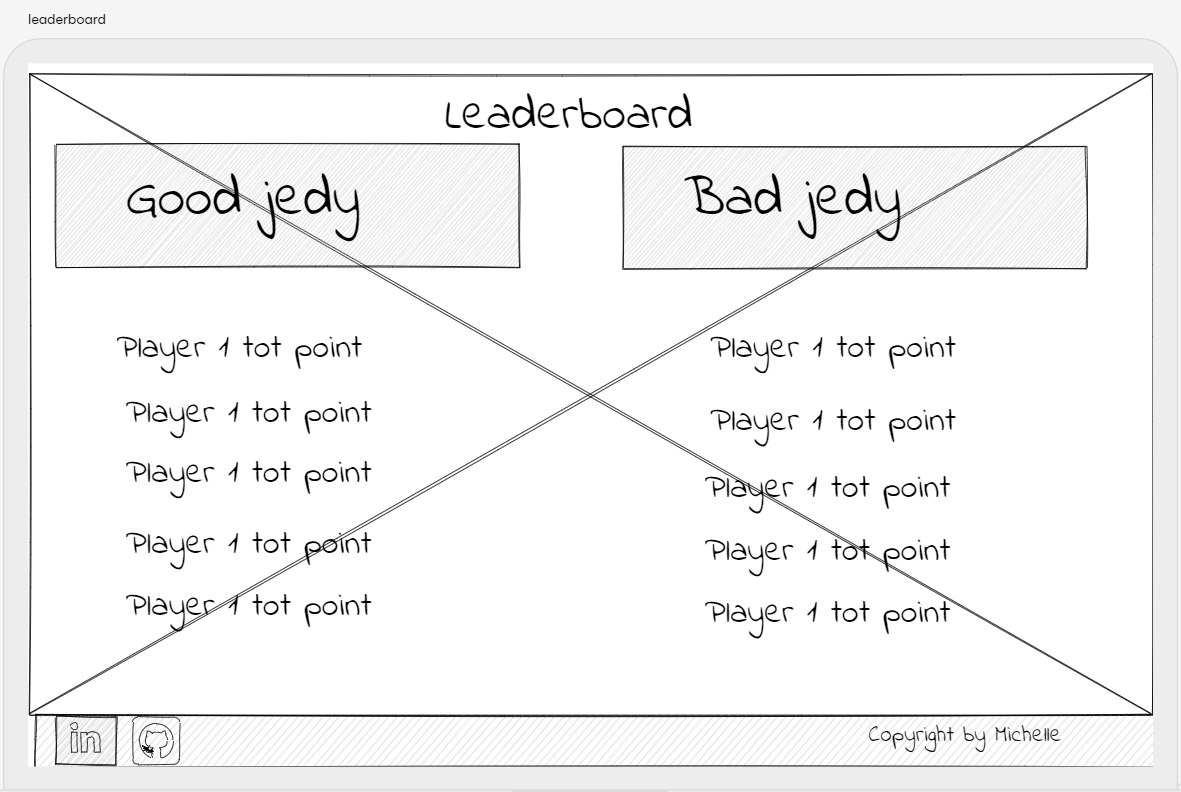 leaderboard
Leaderboard
Good jedy
Bad jedy
Player 1 tot point
Player 1 tot point
Player 1 tot point
Player 1 tot point
Player 1 tot point
Player 1 tot point
Player 1 tot point
Player 1 tot point
Player 1 tot point
Player 1 tot point
in
Copyright by Michelle